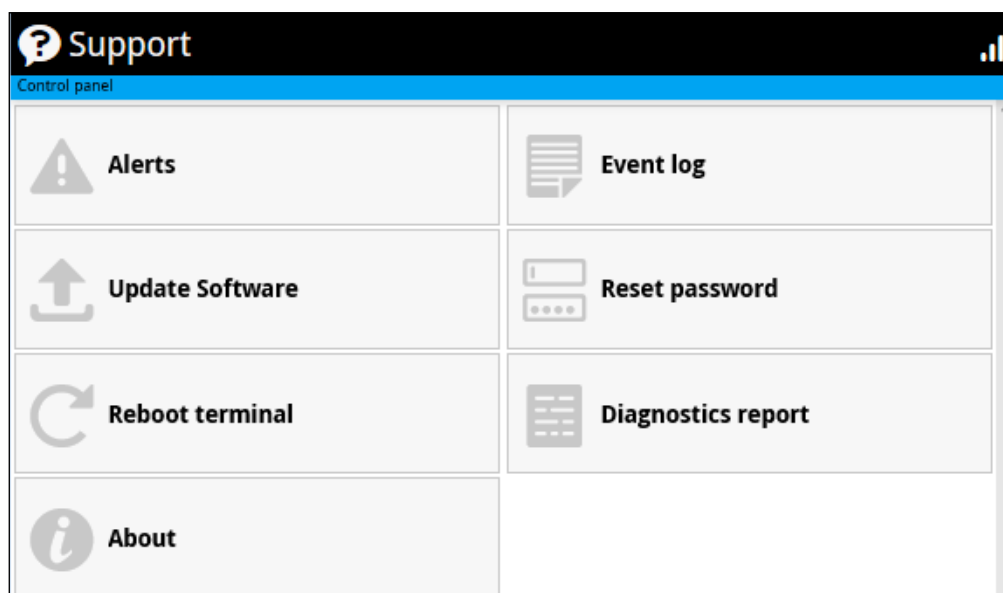 Support
Control panel
Alerts
Event log
Update Software
Reset password
Reboot terminal
Diagnostics report
About